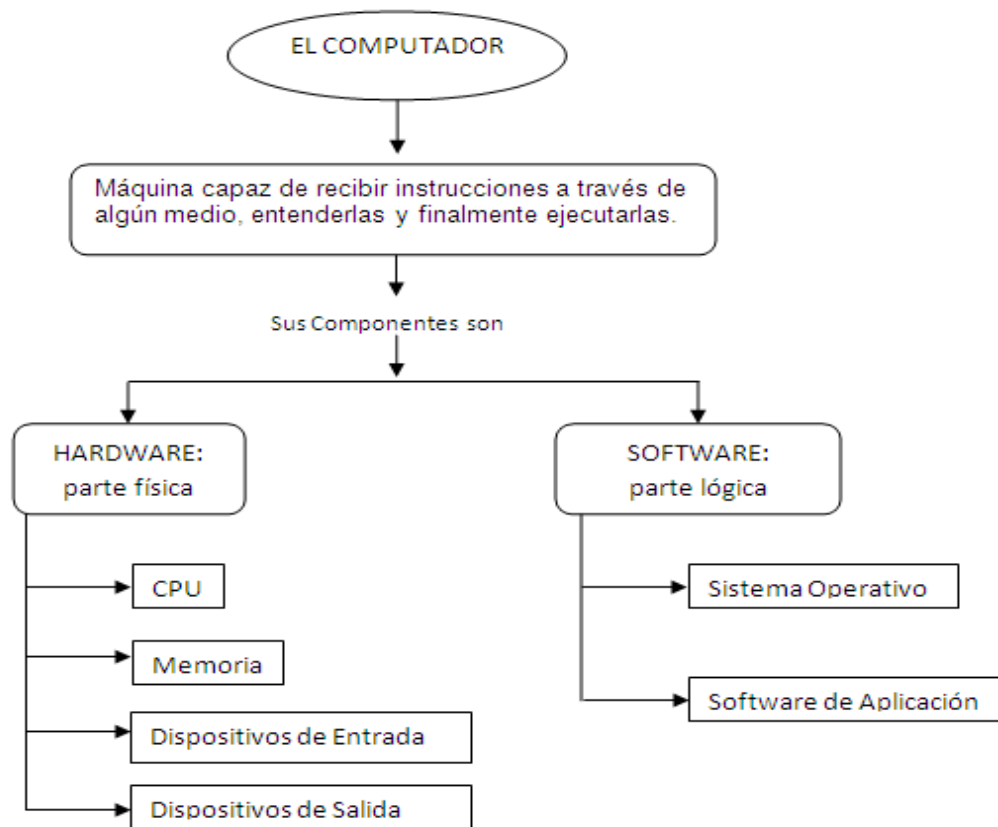 EL COMPUTADOR
Máquina capaz de recibir instrucciones a través de
algún medio, entenderlas y finalmente ejecutarlas.
Sus Componentes son
HARDWARE:
parte física
CPU
Memoria
Dispositivos de Entrada
Dispositivos de Salida
SOFTWARE:
parte lógica
Sistema Operativo
Software de Aplicación